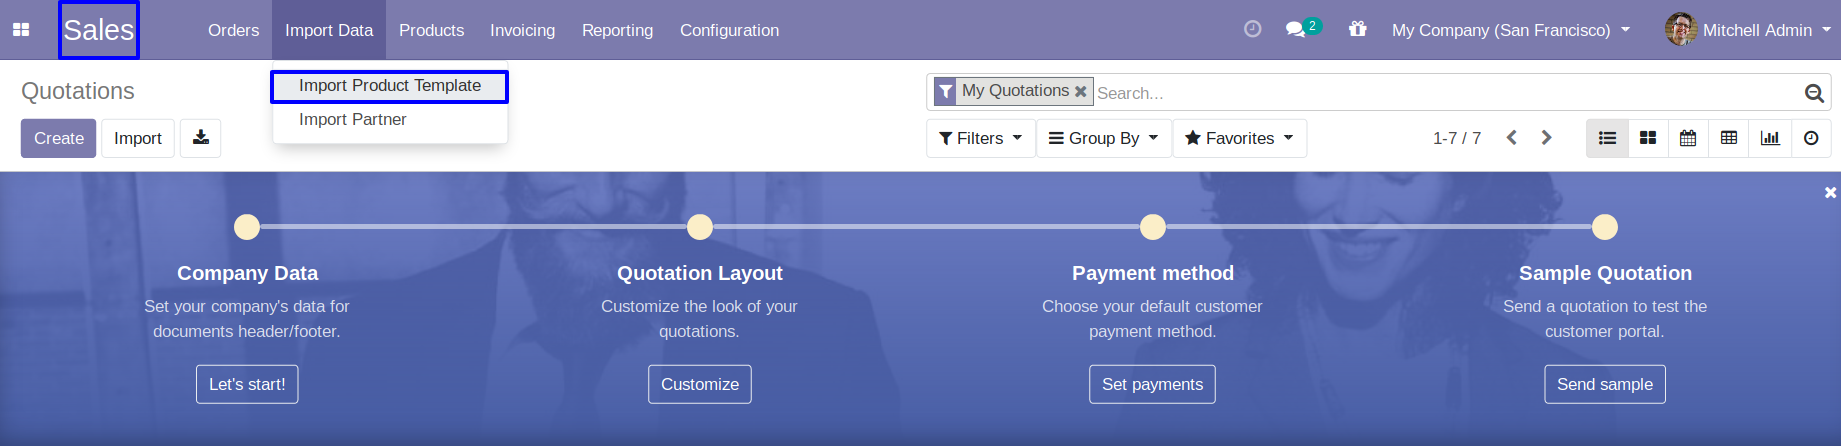 Sales
Orders
Import Data
Products
Invoicing
Reporting
Configuration
2
My Company (San Francisco)
Mitchell Admin
Import Product Template
Import Partner
Quotations
My Quotations
Search...
Create
Import
Filters
Group By
Favorites
1-7 / 7
Company Data
Set your company's data for
documents header/footer.
Let's start!
Quotation Layout
Customize the look of your
quotations.
Customize
Payment method
Choose your default customer
payment method.
Set payments
Sample Quotation
Send a quotation to test the
customer portal.
Send sample